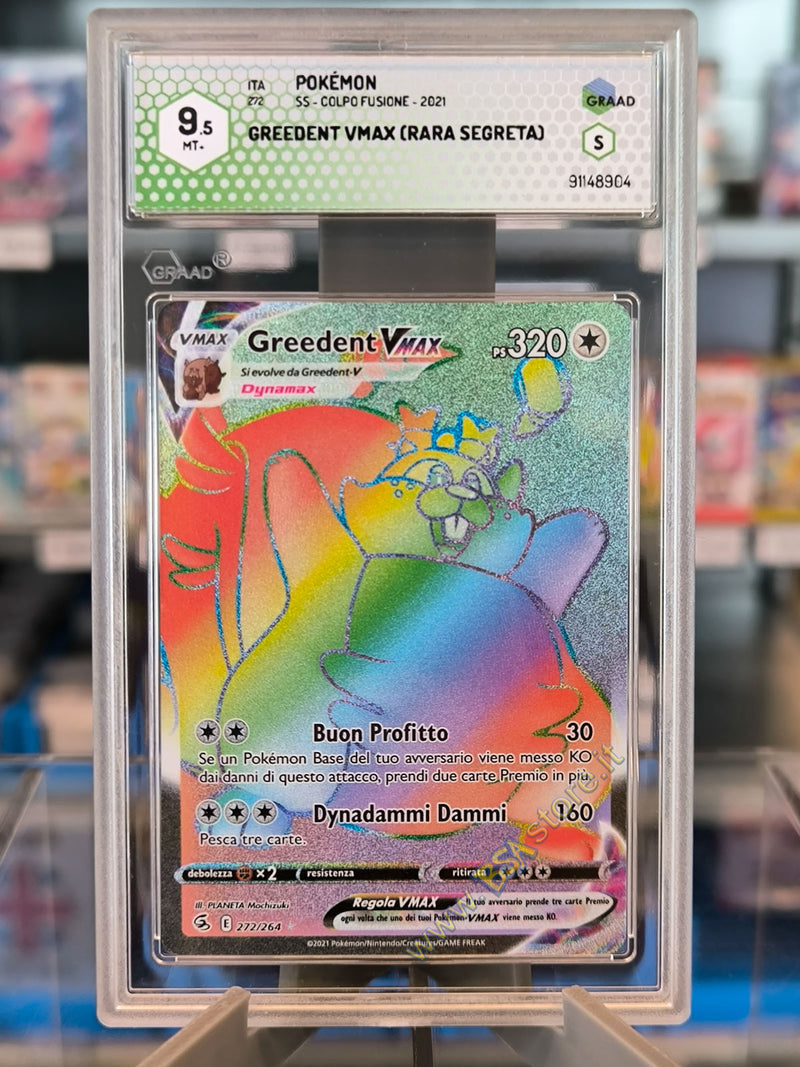 ITA POKÉMON
272 SS - COLPO FUSIONE - 2021
GRAAD
9.5
MT+
GREEDENT VMAX (RARA SEGRETA)
S
91148904
GRAAD®
VMAX Greedent VMAX PS 320
Si evolve da Greedent-V
Dynamax
Buon Profitto 30
Se un Pokémon Base del tuo avversario viene messo KO
dai danni di questo attacco, prendi due carte Premio in più.
Dynadammi Dammi 160
Pesca tre carte.
debolezza ×2 resistenza ritirata
Ill. PLANETA Mochizuki
Regola VMAX Il tuo avversario prende tre carte Premio
ogni volta che uno dei tuoi Pokémon-VMAX viene messo KO.
E 272/264
©2021 Pokémon/Nintendo/Creatures/GAME FREAK
www.BSAstore.it